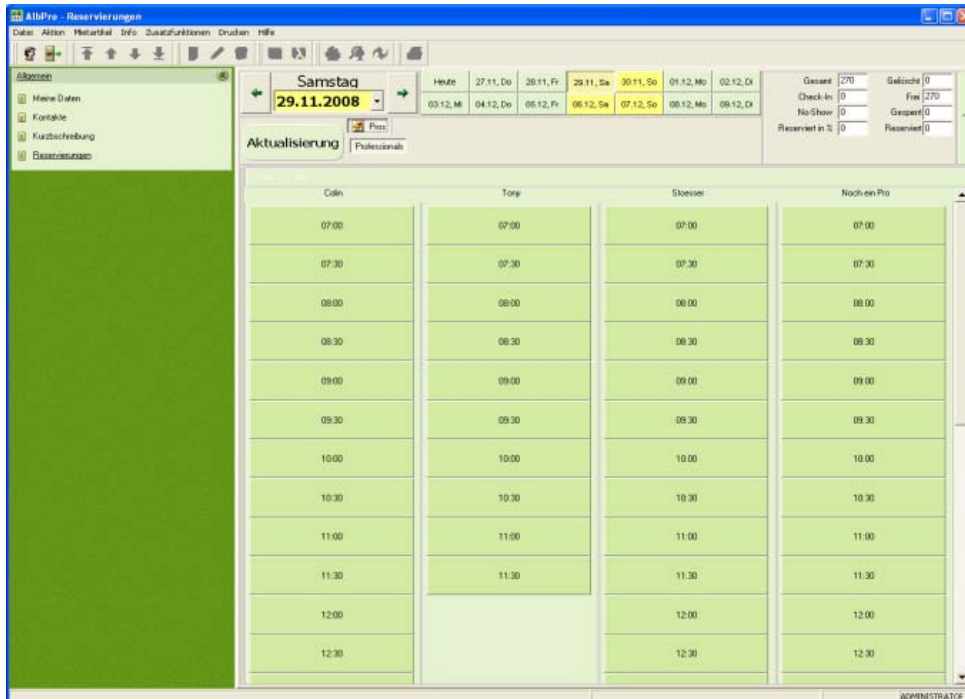 AlbPro - Reservierungen
Datei Aktion Mietartikel Info Zusatzfunktionen Drucken Hilfe
Allgemein
Meine Daten
Kontakte
Kurzbschreibung
Reservierungen
Samstag
29.11.2008
Heute 27.11, Do 28.11, Fr 29.11, Sa 30.11, So 01.12, Mo 02.12, Di
03.12, Mi 04.12, Do 05.12, Fr 06.12, Sa 07.12, So 08.12, Mo 09.12, Di
Gesamt 270 Gelöscht 0
Check-In 0 Frei 270
No-Show 0 Gesperrt 0
Reserviert in % 0 Reserviert 0
Aktualisierung
Pros
Professionals
Colin Tony Stoesser Noch ein Pro
07:00 07:00 07:00 07:00
07:30 07:30 07:30 07:30
08:00 08:00 08:00 08:00
08:30 08:30 08:30 08:30
09:00 09:00 09:00 09:00
09:30 09:30 09:30 09:30
10:00 10:00 10:00 10:00
10:30 10:30 10:30 10:30
11:00 11:00 11:00 11:00
11:30 11:30 11:30 11:30
12:00 12:00 12:00
12:30 12:30 12:30
ADMINISTRATOR